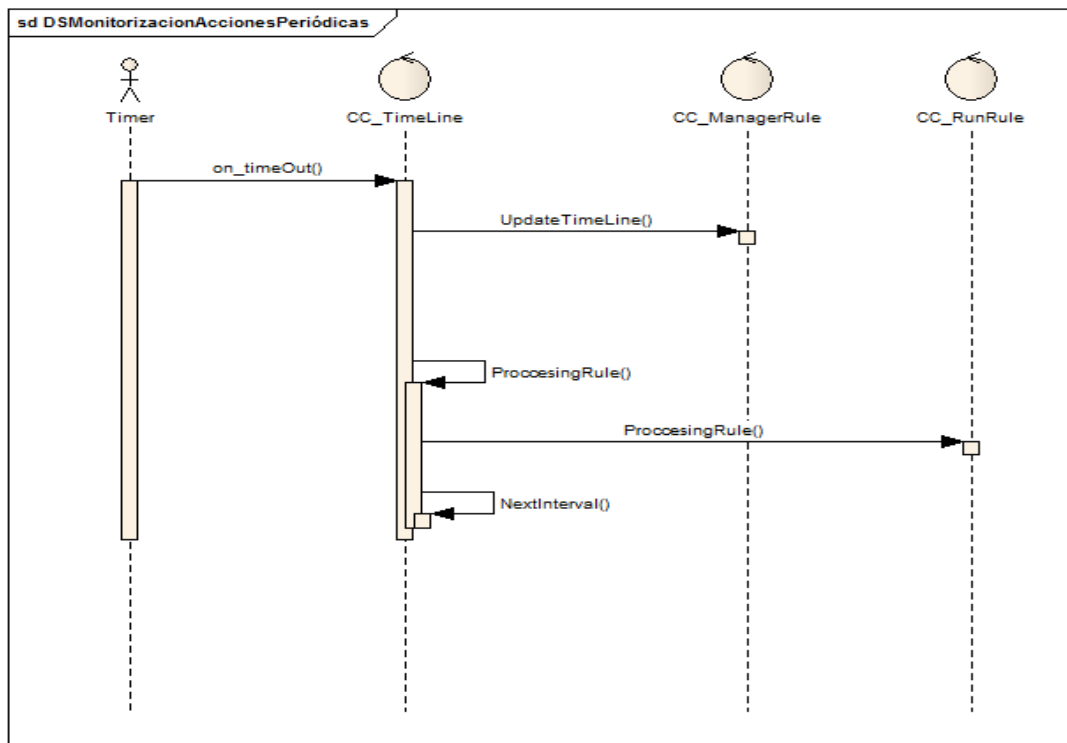 sd DSMonitorizacionAccionesPeriódicas
Timer
CC_TimeLine
CC_ManagerRule
CC_RunRule
on_timeOut()
UpdateTimeLine()
ProccesingRule()
ProccesingRule()
NextInterval()